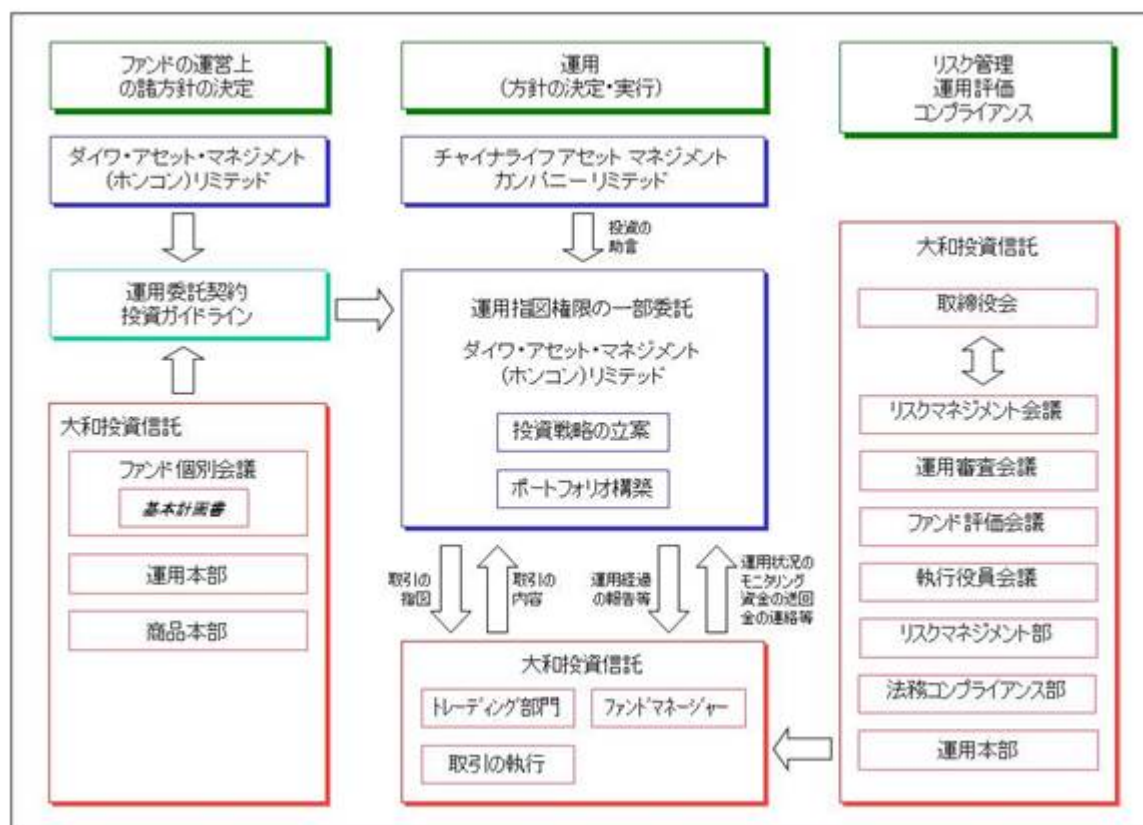 ファンドの運営上
の諸方針の決定
運用
(方針の決定・実行)
リスク管理
運用評価
コンプライアンス
ダイワ・アセット・マネジメント
(ホンコン)リミテッド
チャイナライフ アセット マネジメント
カンパニー リミテッド
投資の
助言
運用委託契約
投資ガイドライン
運用指図権限の一部委託
ダイワ・アセット・マネジメント
(ホンコン)リミテッド
投資戦略の立案
ポートフォリオ構築
大和投資信託
ファンド個別会議
基本計画書
運用本部
商品本部
取引の
指図
取引の
内容
運用経過
の報告等
運用状況の
モニタリング
資金の送回
金の連絡等
大和投資信託
トレーディング部門
ファンドマネージャー
取引の執行
大和投資信託
取締役会
リスクマネジメント会議
運用審査会議
ファンド評価会議
執行役員会議
リスクマネジメント部
法務コンプライアンス部
運用本部